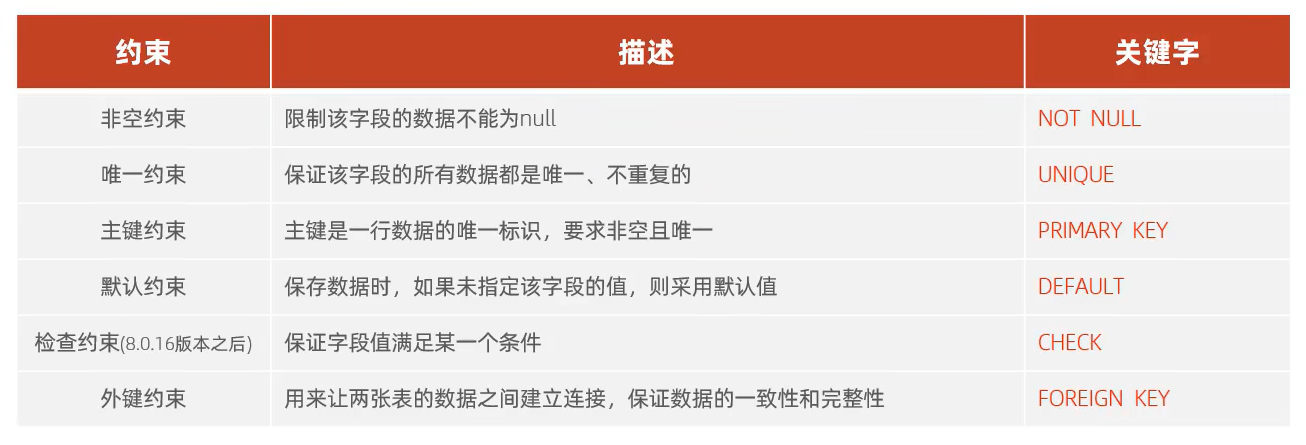 约束 描述 关键字
非空约束 限制该字段的数据不能为null NOT NULL
唯一约束 保证该字段的所有数据都是唯一、不重复的 UNIQUE
主键约束 主键是一行数据的唯一标识，要求非空且唯一 PRIMARY KEY
默认约束 保存数据时，如果未指定该字段的值，则采用默认值 DEFAULT
检查约束(8.0.16版本之后) 保证字段值满足某一个条件 CHECK
外键约束 用来让两张表的数据之间建立连接，保证数据的一致性和完整性 FOREIGN KEY